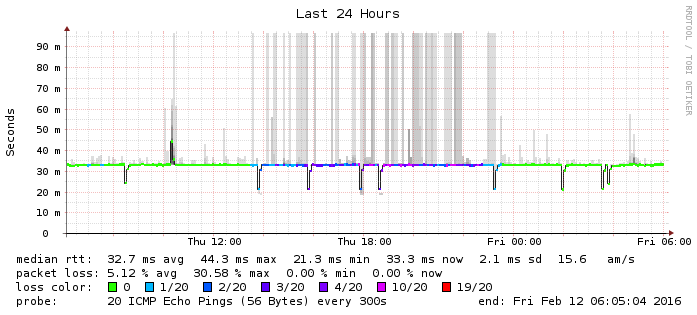 Last 24 Hours
RRDTOOL / TOBI OETIKER
Seconds
90 m
80 m
70 m
60 m
50 m
40 m
30 m
20 m
10 m
0
Thu 12:00 Thu 18:00 Fri 00:00 Fri 06:00
median rtt: 32.7 ms avg 44.3 ms max 21.3 ms min 33.3 ms now 2.1 ms sd 15.6 am/s
packet loss: 5.12 % avg 30.58 % max 0.00 % min 0.00 % now
loss color: 0 1/20 2/20 3/20 4/20 10/20 19/20
probe: 20 ICMP Echo Pings (56 Bytes) every 300s end: Fri Feb 12 06:05:04 2016